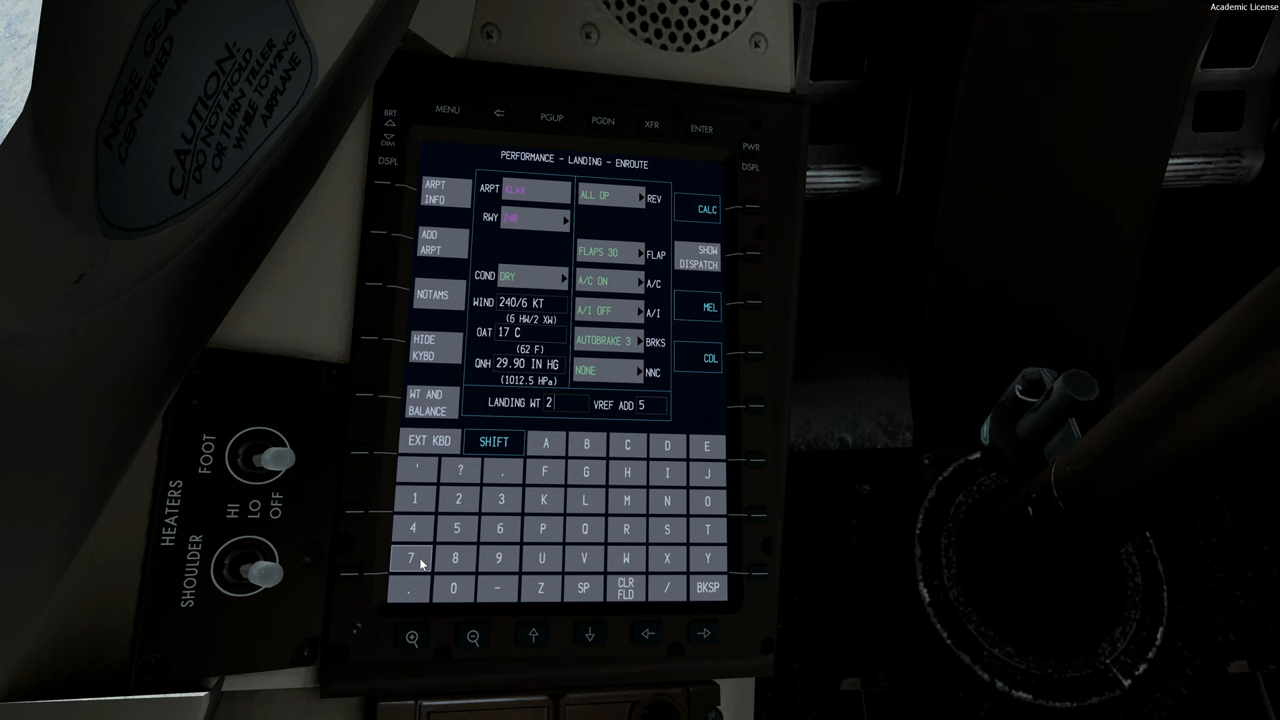 Academic License
NOSE GEAR
CENTERED
CAUTION:
DO NOT HOLD
OR TURN TILLER
WHILE TOWING
AIRPLANE
BRT
DIM
DSPL
MENU
PGUP
PGDN
XFR
ENTER
PWR
DSPL
PERFORMANCE - LANDING - ENROUTE
ARPT
INFO
ARPT KLAX
ALL OP REV
CALC
RWY 24R
ADD
ARPT
FLAPS 30 FLAP
SHOW
DISPATCH
COND DRY
A/C ON A/C
NOTAMS
WIND 240/6 KT
(6 HW/2 XW)
A/I OFF A/I
MEL
OAT 17 C
(62 F)
AUTOBRAKE 3 BRKS
HIDE
KYBD
QNH 29.90 IN HG
(1012.5 HPa)
NONE NNC
CDL
WT AND
BALANCE
LANDING WT 2
VREF ADD 5
EXT KBD SHIFT A B C D E
' ? , F G H I J
1 2 3 K L M N O
4 5 6 P Q R S T
7 8 9 U V W X Y
. 0 - Z SP CLR FLD / BKSP
HEATERS
FOOT
HI
LO
OFF
SHOULDER